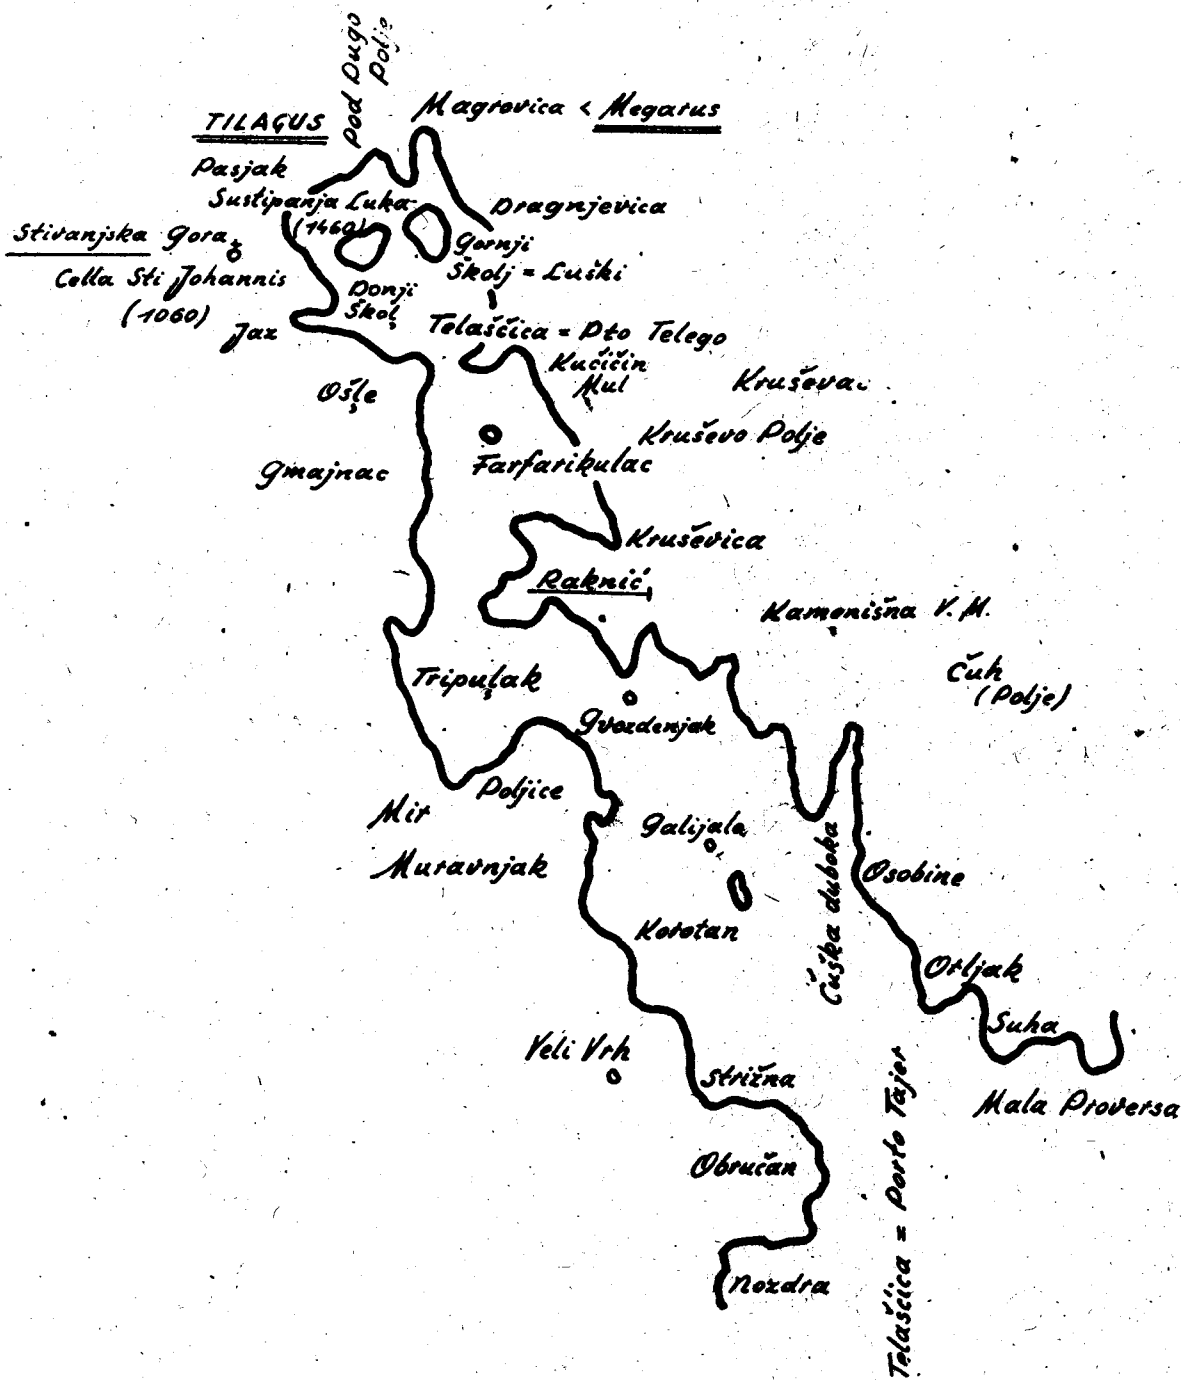 Pod Dugo
Polje
Magrovica < Megarus
TILAGUS
Pasjak
Sustipanja Luka
(1460)
Dragnjevica
Stivanjska Gora
Cella Sti Johannis
(1060)
Gornji
Školj = Luški
Donji
Školj
Jaz
Telašćica = Pto Telego
Kučičin
Mul
Kruševac
Ošļe
Kruševo Polje
Gmajnac
Farfarikulac
Kruševica
Raknić
Kamenišna V. M.
Čuh
(Polje)
Tripuļak
Gvozdenjak
Poljice
Mir
Galijola
Muravnjak
Čuška duboka
Osobine
Korotan
Orljak
Suha
Veli Vrh
Strižna
Mala Proversa
Obručan
Telašćica = Porto Tajer
Nozdra